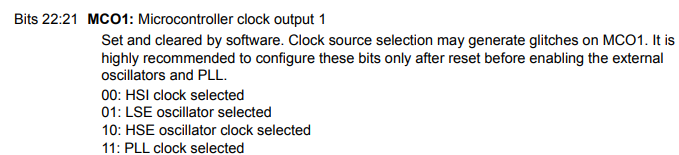 Bits 22:21 MCO1: Microcontroller clock output 1
Set and cleared by software. Clock source selection may generate glitches on MCO1. It is
highly recommended to configure these bits only after reset before enabling the external
oscillators and PLL.
00: HSI clock selected
01: LSE oscillator selected
10: HSE oscillator clock selected
11: PLL clock selected